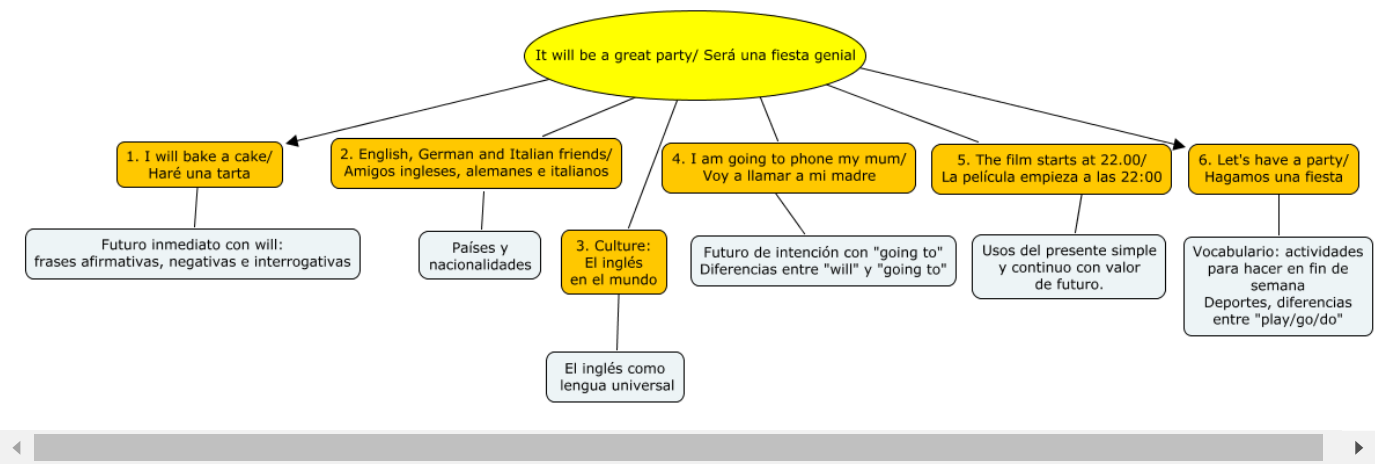 It will be a great party/ Será una fiesta genial
1. I will bake a cake/
Haré una tarta
Futuro inmediato con will:
frases afirmativas, negativas e interrogativas
2. English, German and Italian friends/
Amigos ingleses, alemanes e italianos
Países y
nacionalidades
3. Culture:
El inglés
en el mundo
El inglés como
lengua universal
4. I am going to phone my mum/
Voy a llamar a mi madre
Futuro de intención con "going to"
Diferencias entre "will" y "going to"
5. The film starts at 22.00/
La película empieza a las 22:00
Usos del presente simple
y continuo con valor
de futuro.
6. Let's have a party/
Hagamos una fiesta
Vocabulario: actividades
para hacer en fin de
semana
Deportes, diferencias
entre "play/go/do"